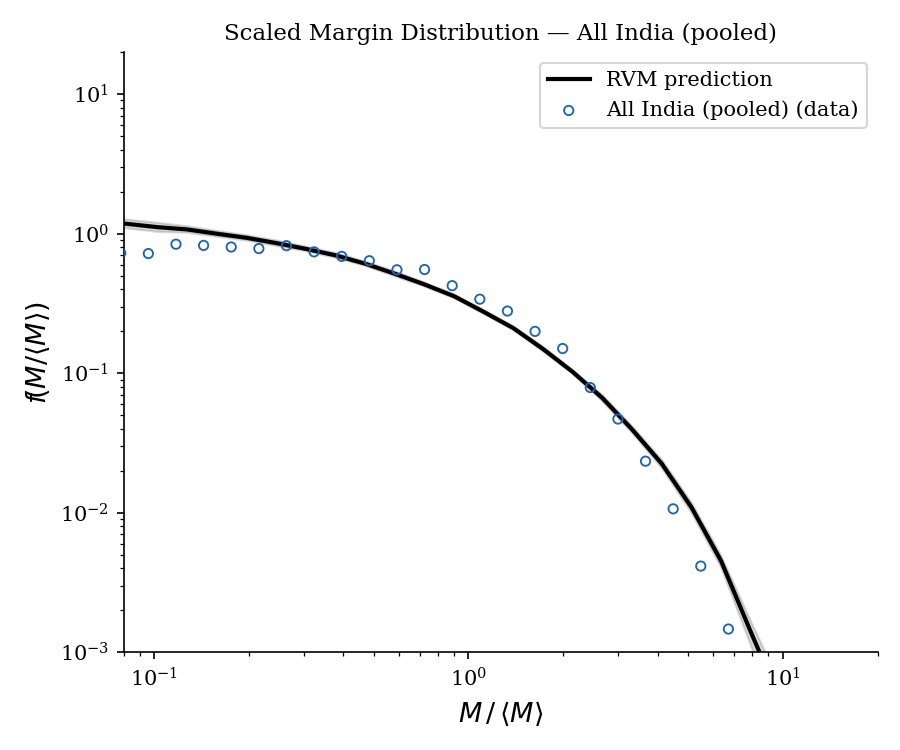 Scaled Margin Distribution — All India (pooled)
RVM prediction
All India (pooled) (data)
10¹
10⁰
10⁻¹
10⁻²
10⁻³
f(M/⟨M⟩)
10⁻¹
10⁰
10¹
M / ⟨M⟩